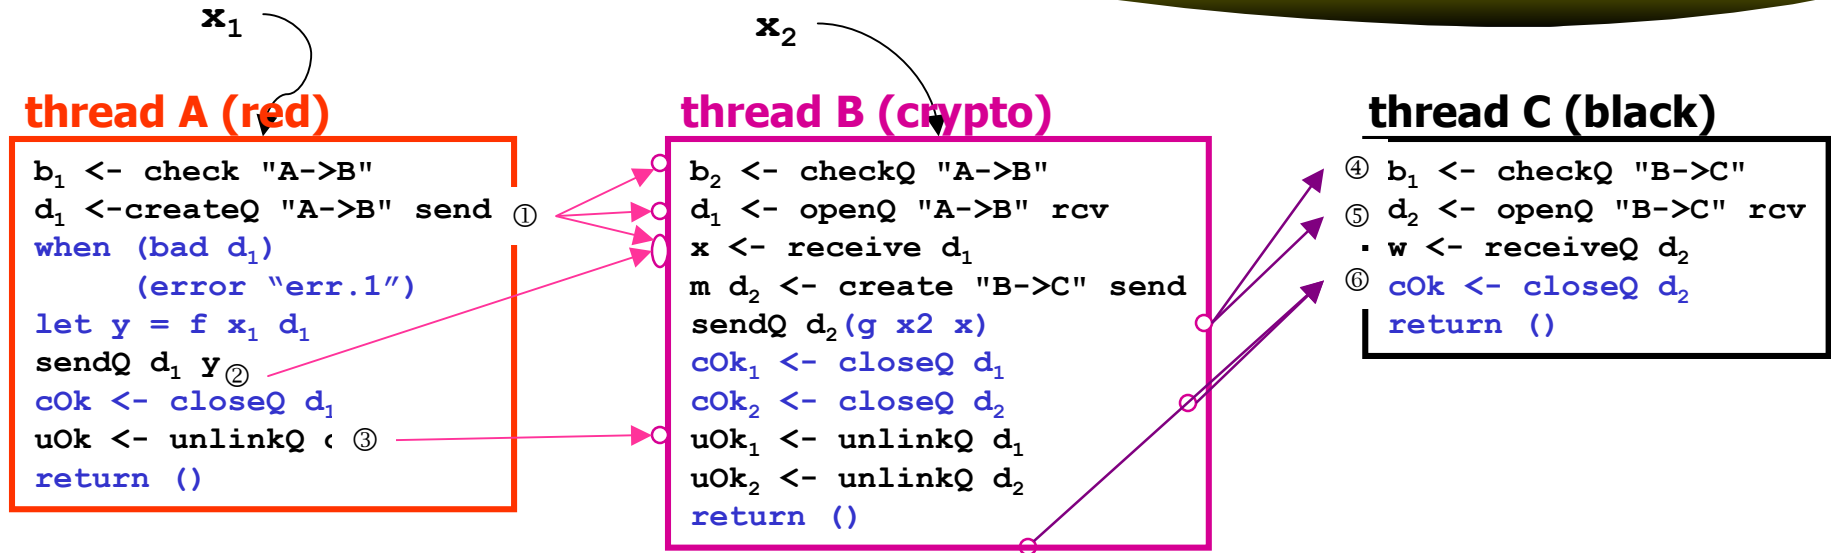 x₁
x₂
thread A (red)
b₁ <- check "A->B"
d₁ <-createQ "A->B" send ①
when (bad d₁)
(error “err.1”)
let y = f x₁ d₁
sendQ d₁ y ②
cOk <- closeQ d₁
uOk <- unlinkQ ③
return ()
thread B (crypto)
b₂ <- checkQ "A->B"
d₁ <- openQ "A->B" rcv
x <- receive d₁
m d₂ <- create "B->C" send
sendQ d₂(g x2 x)
cOk₁ <- closeQ d₁
cOk₂ <- closeQ d₂
uOk₁ <- unlinkQ d₁
uOk₂ <- unlinkQ d₂
return ()
thread C (black)
④ b₁ <- checkQ "B->C"
⑤ d₂ <- openQ "B->C" rcv
w <- receiveQ d₂
⑥ cOk <- closeQ d₂
return ()